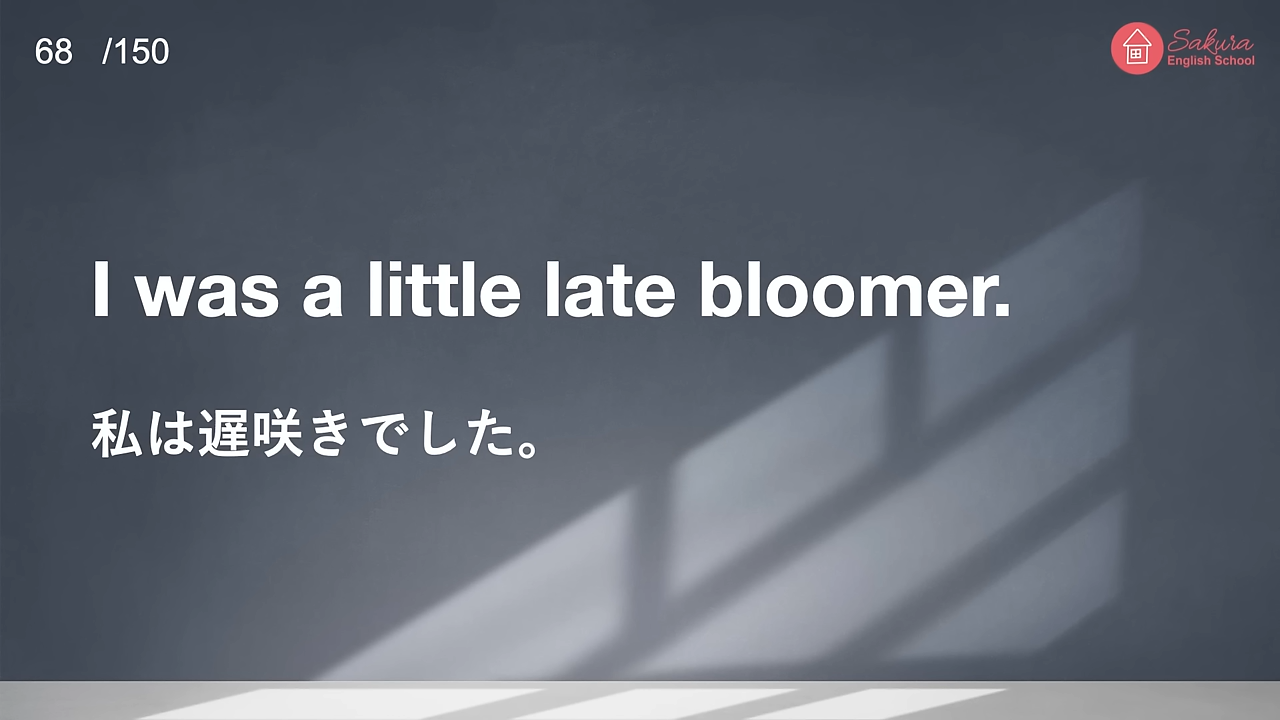 68 /150
Sakura
English School
I was a little late bloomer.
私は遅咲きでした。